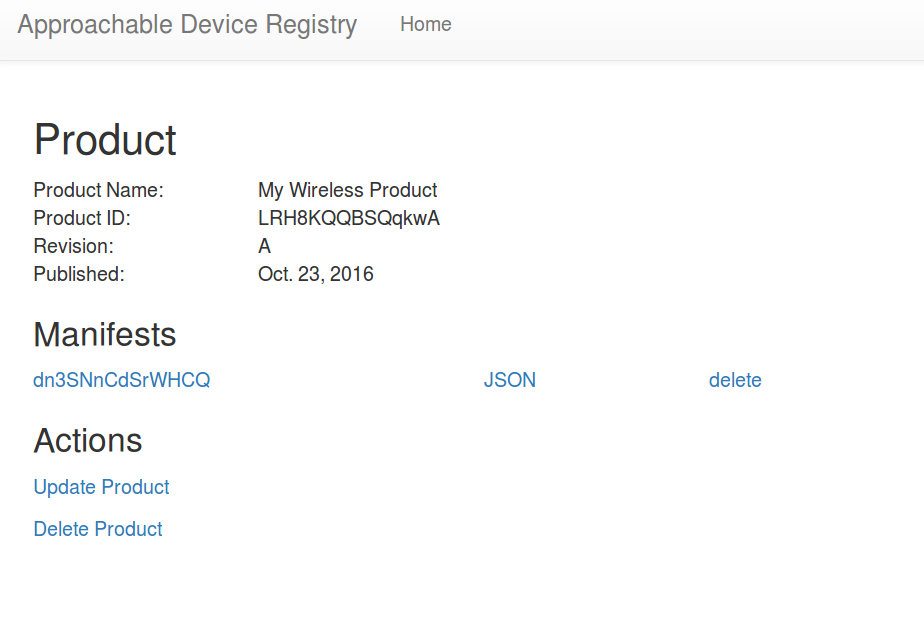 Approachable Device Registry Home
Product
Product Name: My Wireless Product
Product ID: LRH8KQQBSQqkwA
Revision: A
Published: Oct. 23, 2016
Manifests
dn3SNnCdSrWHCQ JSON delete
Actions
Update Product
Delete Product